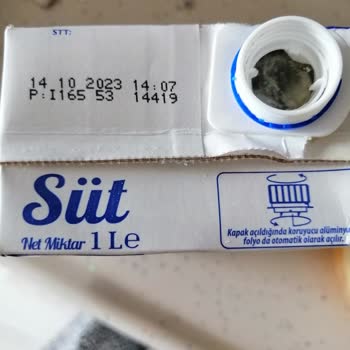 STT:
14 10 2023 14:07
P:I165 53 14419
Süt
Net Miktar 1 Le
Kapak açıldığında koruyucu alüminyu
folyo da otomatik olarak açılır.